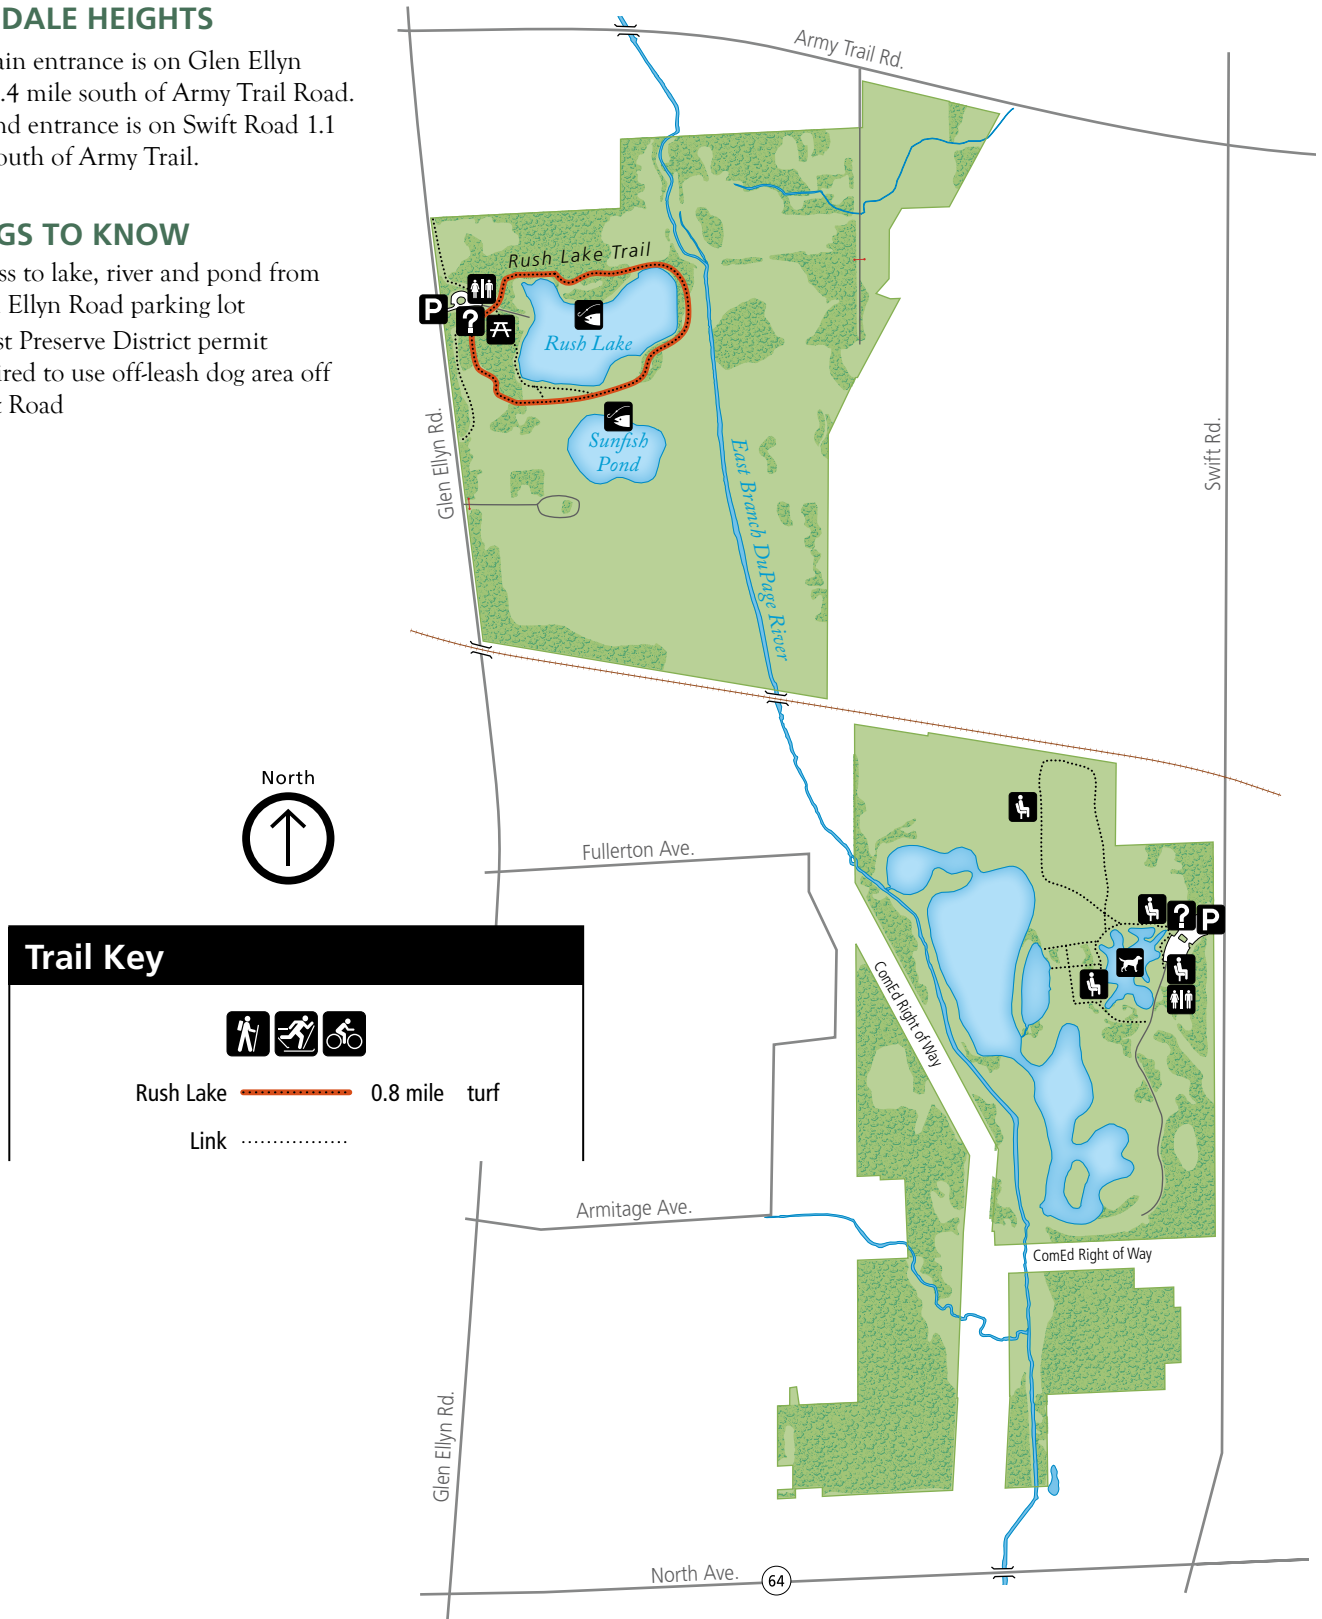 DALE HEIGHTS
ain entrance is on Glen Ellyn
.4 mile south of Army Trail Road.
nd entrance is on Swift Road 1.1
outh of Army Trail.
GS TO KNOW
ss to lake, river and pond from
Ellyn Road parking lot
st Preserve District permit
ired to use off-leash dog area off
Road
Army Trail Rd.
Rush Lake Trail
P
?
Rush Lake
Sunfish
Pond
Glen Ellyn Rd.
East Branch DuPage River
Swift Rd.
North
Fullerton Ave.
? P
ComEd Right of Way
Trail Key
Rush Lake 0.8 mile turf
Link
Armitage Ave.
ComEd Right of Way
Glen Ellyn Rd.
North Ave. 64